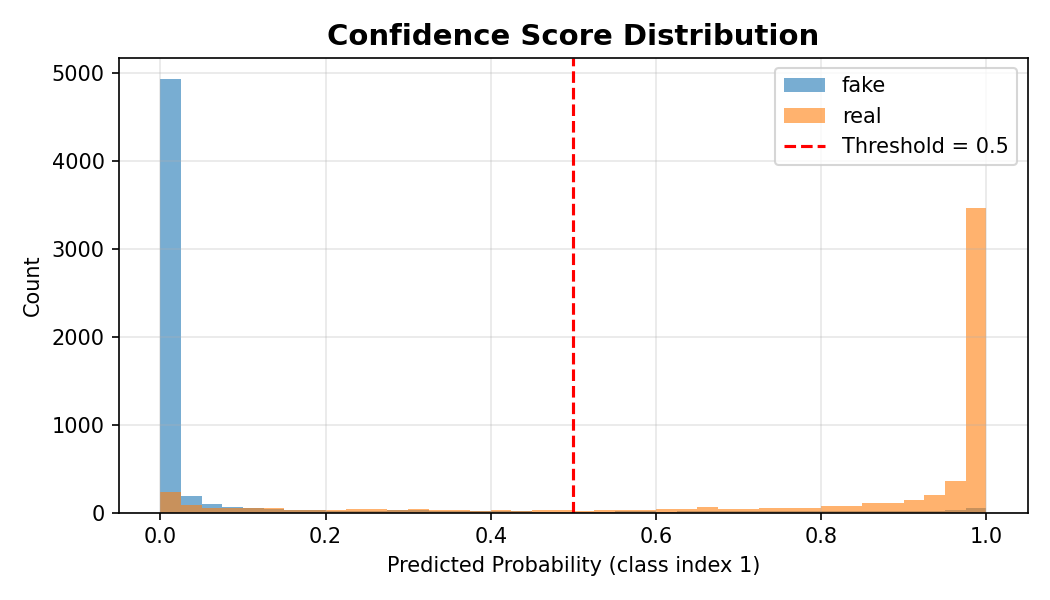 Confidence Score Distribution
5000
4000
3000
2000
1000
0
Count
fake
real
Threshold = 0.5
0.0 0.2 0.4 0.6 0.8 1.0
Predicted Probability (class index 1)